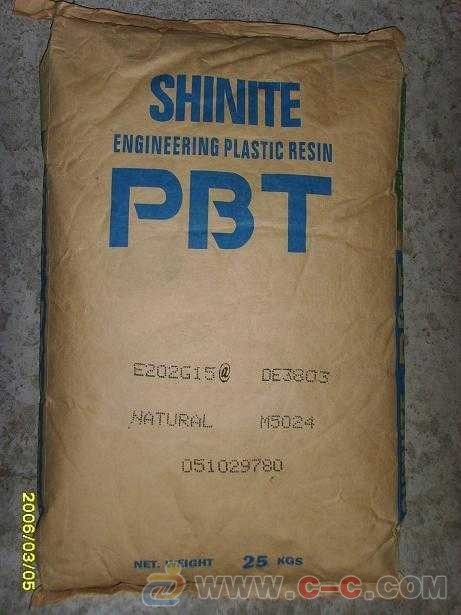 SHINITE
ENGINEERING PLASTIC RESIN
PBT
E202G15@ DE3803
NATURAL M5024
051029780
NET. WEIGHT 25 KGS
www.c-c.com
2006/03/05